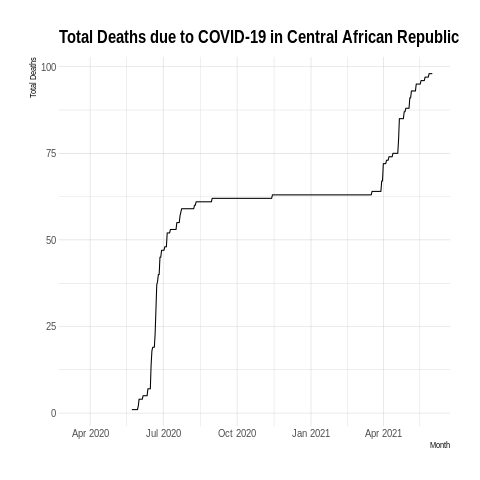 Total Deaths due to COVID-19 in Central African Republic
Total Deaths
100
75
50
25
0
Apr 2020 Jul 2020 Oct 2020 Jan 2021 Apr 2021
Month